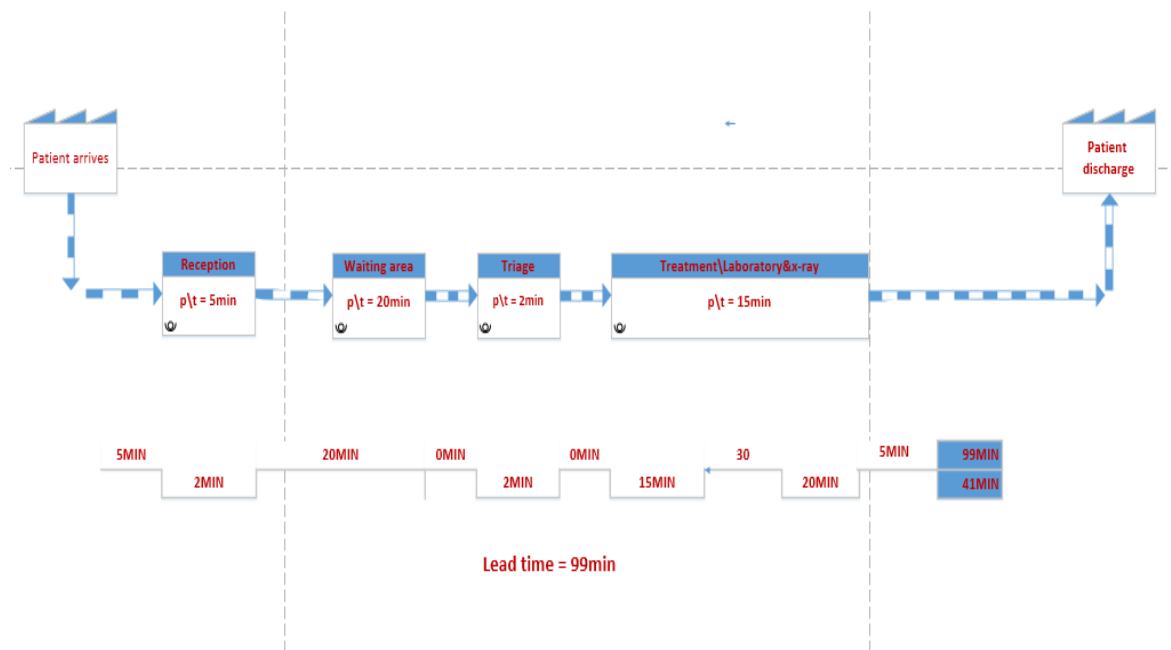 Patient arrives
Patient
discharge
Reception
p\t = 5min
Waiting area
p\t = 20min
Triage
p\t = 2min
Treatment\Laboratory&x-ray
p\t = 15min
5MIN
2MIN
20MIN
0MIN
2MIN
0MIN
15MIN
30
20MIN
5MIN
99MIN
41MIN
Lead time = 99min